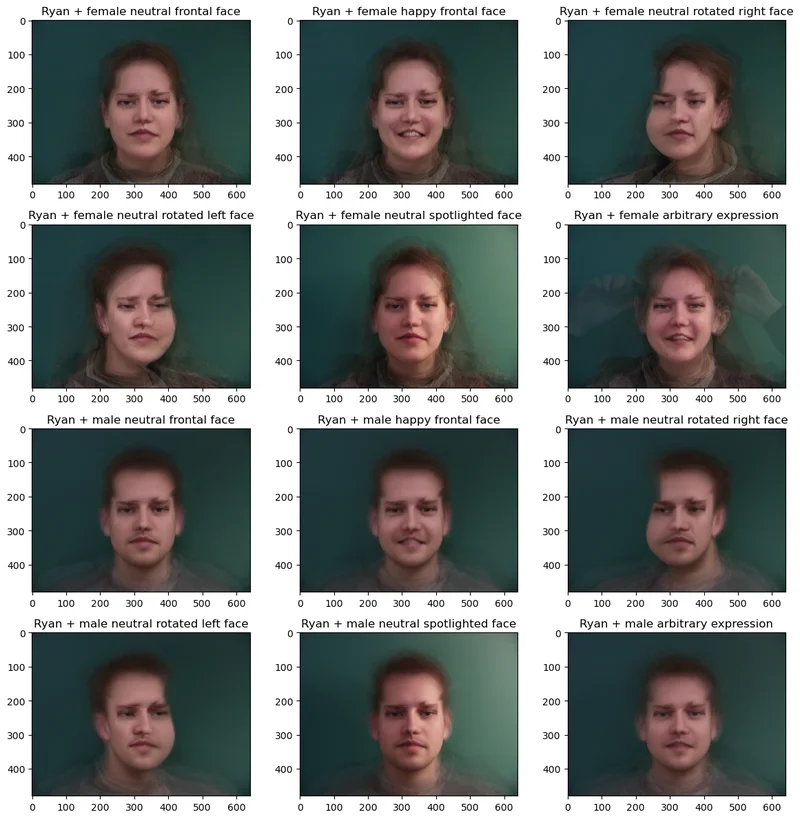 Ryan + female neutral frontal face
Ryan + female happy frontal face
Ryan + female neutral rotated right face
0
100
200
300
400
0 100 200 300 400 500 600
0
100
200
300
400
0 100 200 300 400 500 600
0
100
200
300
400
0 100 200 300 400 500 600
Ryan + female neutral rotated left face
Ryan + female neutral spotlighted face
Ryan + female arbitrary expression
0
100
200
300
400
0 100 200 300 400 500 600
0
100
200
300
400
0 100 200 300 400 500 600
0
100
200
300
400
0 100 200 300 400 500 600
Ryan + male neutral frontal face
Ryan + male happy frontal face
Ryan + male neutral rotated right face
0
100
200
300
400
0 100 200 300 400 500 600
0
100
200
300
400
0 100 200 300 400 500 600
0
100
200
300
400
0 100 200 300 400 500 600
Ryan + male neutral rotated left face
Ryan + male neutral spotlighted face
Ryan + male arbitrary expression
0
100
200
300
400
0 100 200 300 400 500 600
0
100
200
300
400
0 100 200 300 400 500 600
0
100
200
300
400
0 100 200 300 400 500 600